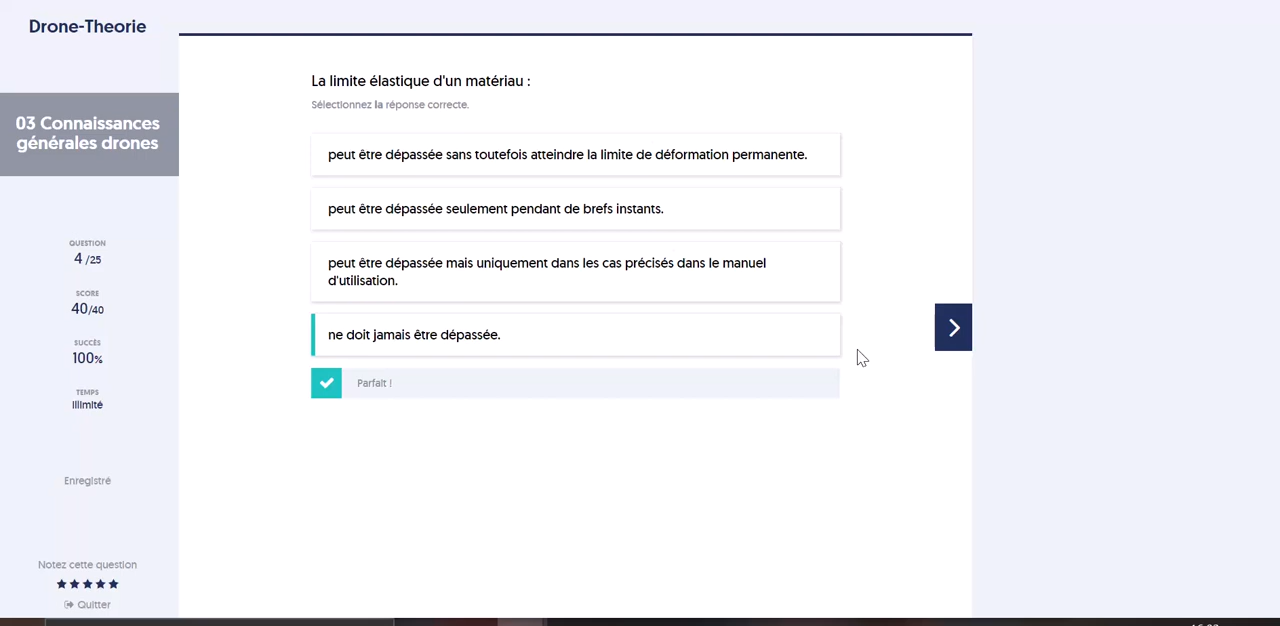 Drone-Theorie
03 Connaissances
générales drones
QUESTION
4 /25
SCORE
40/40
SUCCÈS
100%
TEMPS
Illimité
Enregistré
Notez cette question
Quitter
La limite élastique d'un matériau :
Sélectionnez la réponse correcte.
peut être dépassée sans toutefois atteindre la limite de déformation permanente.
peut être dépassée seulement pendant de brefs instants.
peut être dépassée mais uniquement dans les cas précisés dans le manuel
d'utilisation.
ne doit jamais être dépassée.
Parfait !